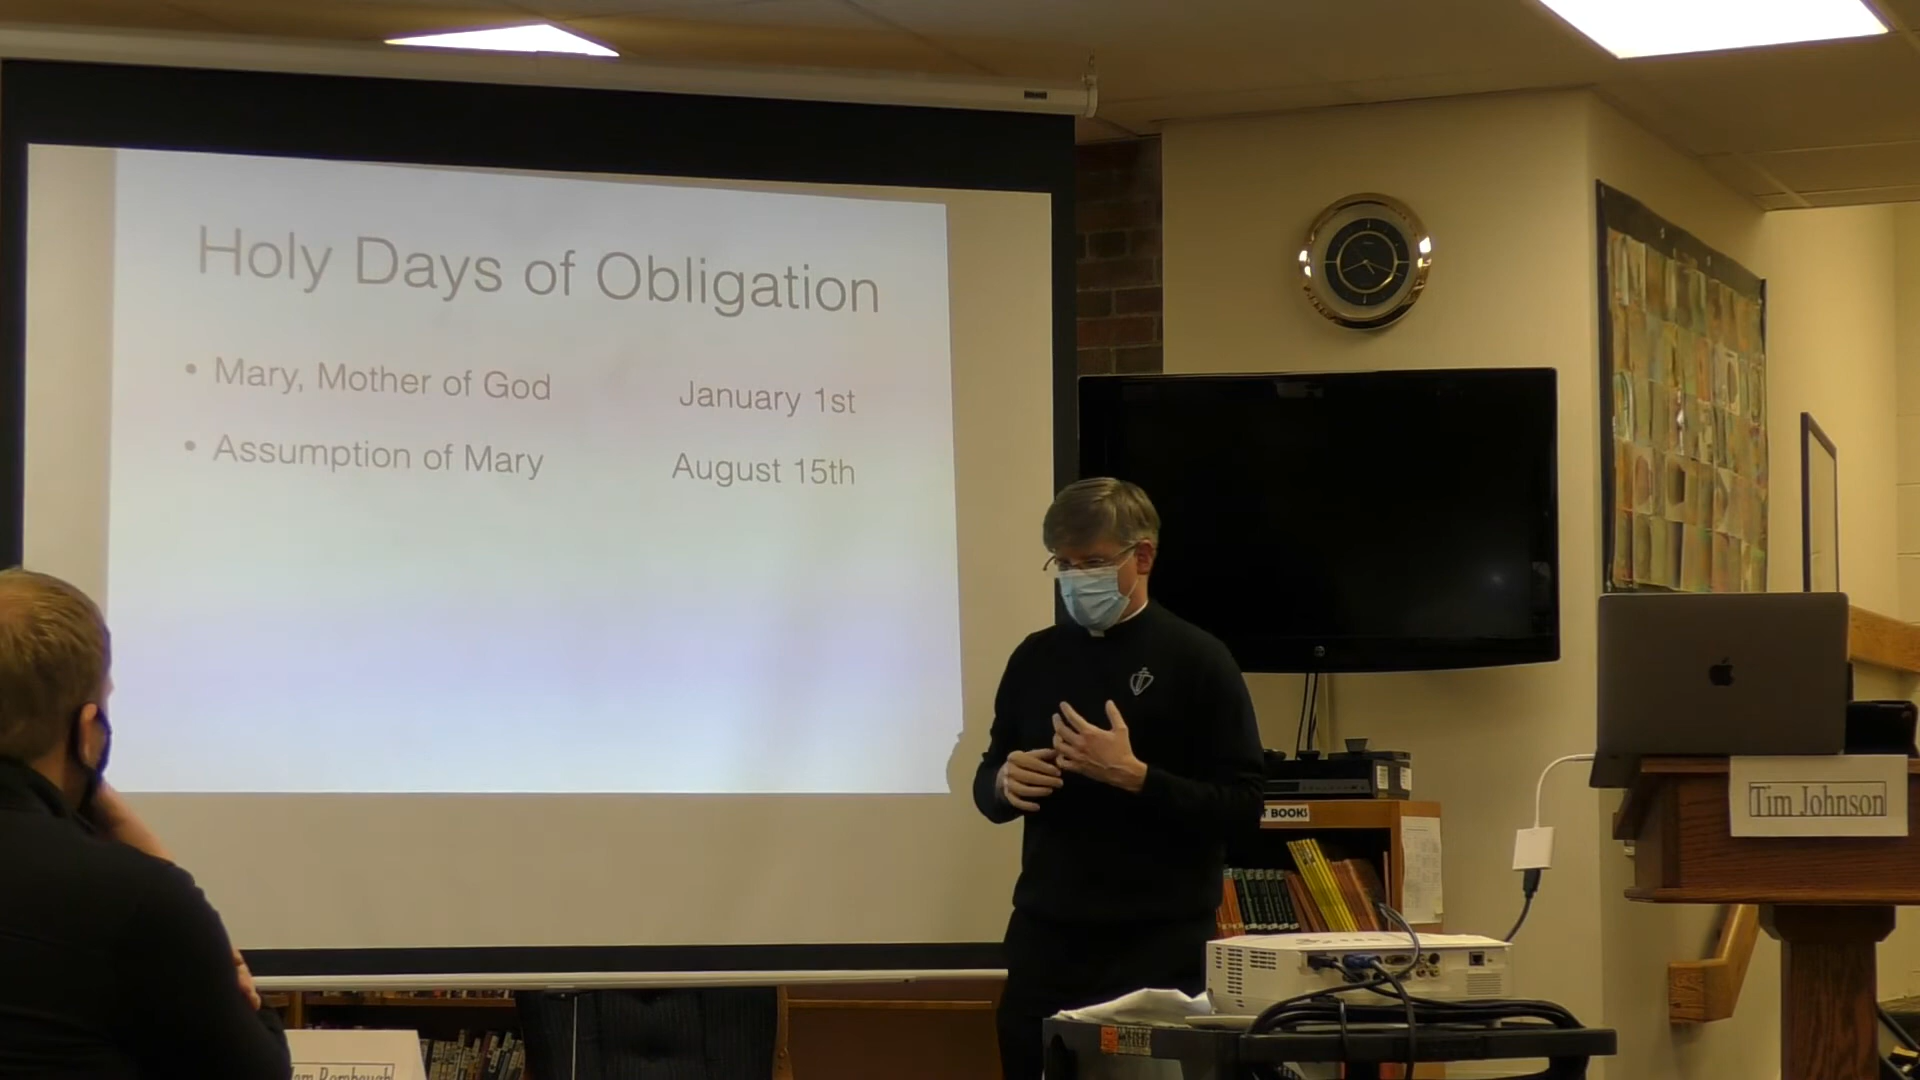 Holy Days of Obligation
• Mary, Mother of God January 1st
• Assumption of Mary August 15th
BOOKS
Tim Johnson